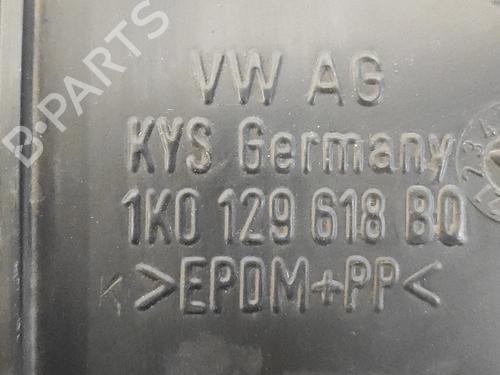 B-PARTS
VW AG
KYS Germany
1K0 129 618 BQ
K >EPDM+PP<